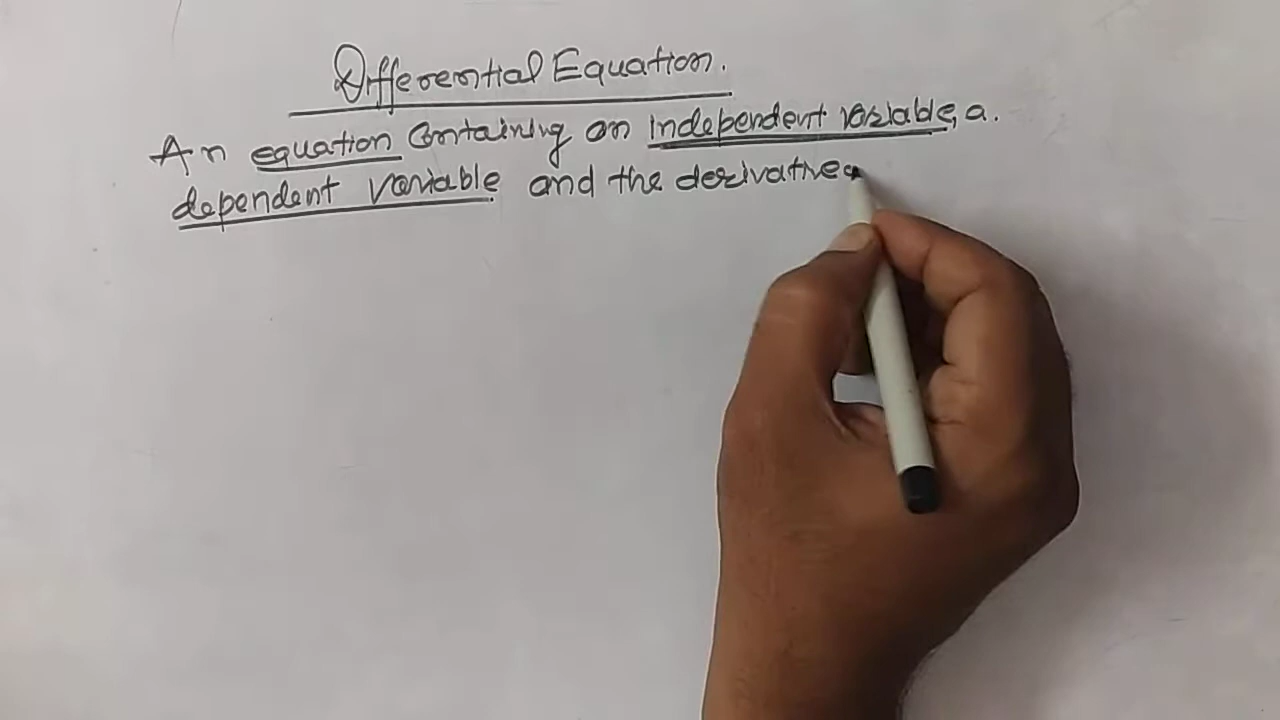 Differential Equation.
An equation containing an independent variable, a.
dependent variable and the derivative